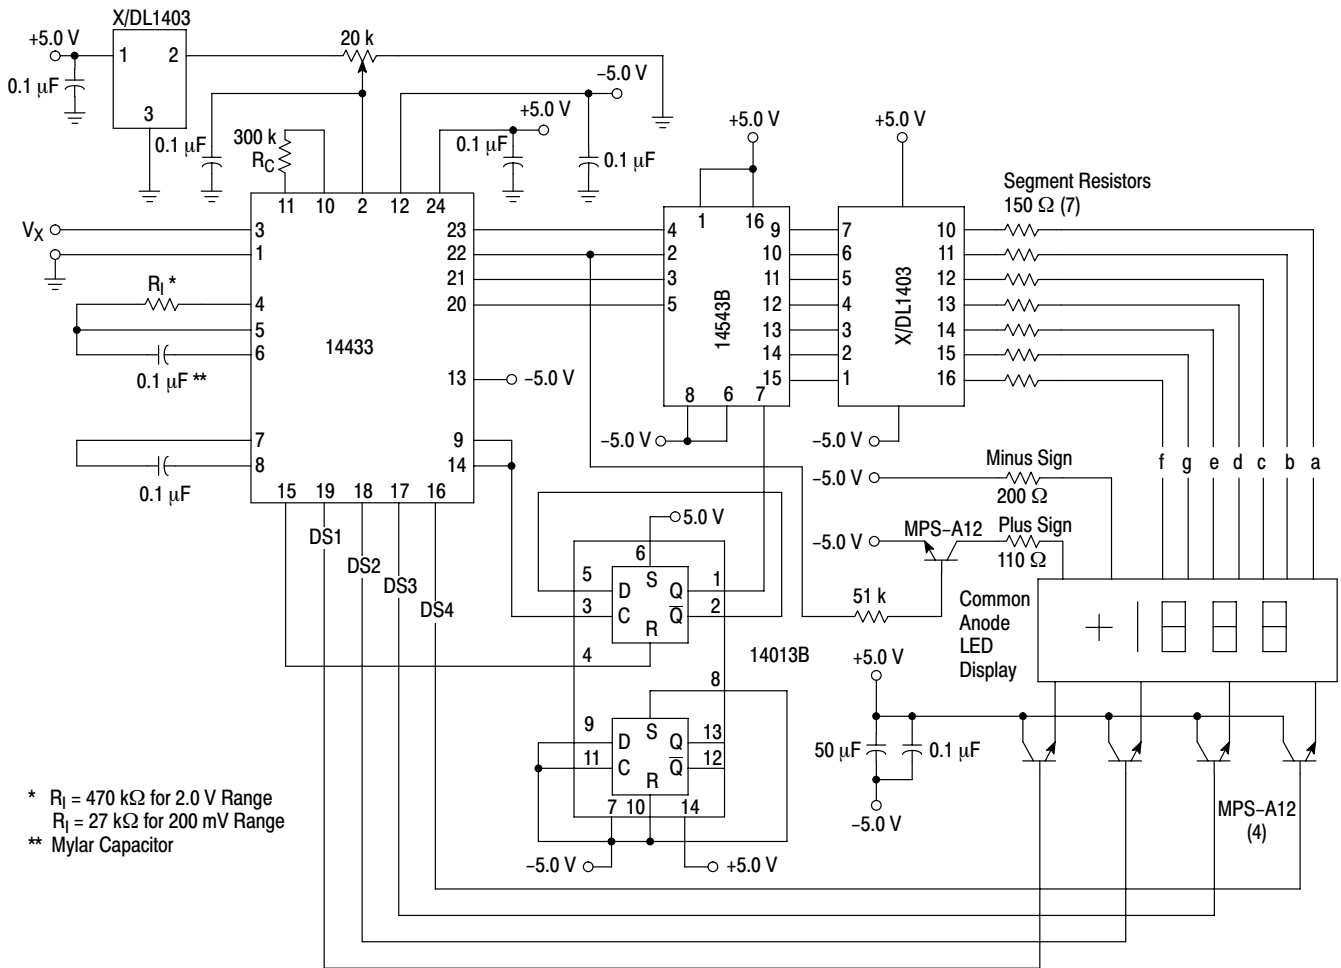 X/DL1403
+5.0 V
1
2
3
0.1 μF
20 k
0.1 μF
300 k
R_C
–5.0 V
+5.0 V
0.1 μF
0.1 μF
11
10
2
12
24
V_X
3
1
R_I *
4
5
6
0.1 μF **
7
8
0.1 μF
14433
23
22
21
20
13
–5.0 V
9
14
15
19
18
17
16
DS1
DS2
DS3
DS4
+5.0 V
1
16
4
2
3
5
14543B
9
10
11
12
13
14
15
8
6
7
–5.0 V
+5.0 V
7
6
5
4
3
2
1
X/DL1403
10
11
12
13
14
15
16
–5.0 V
Segment Resistors
150 Ω (7)
f g e d c b a
Minus Sign
–5.0 V
200 Ω
MPS–A12
Plus Sign
–5.0 V
110 Ω
51 k
5.0 V
6
5
D
S
Q
1
3
C
Q
2
R
4
14013B
8
9
D
S
Q
13
11
C
Q
12
R
7
10
14
–5.0 V
+5.0 V
Common
Anode
LED
Display
+5.0 V
50 μF
0.1 μF
–5.0 V
MPS–A12
(4)
* R_I = 470 kΩ for 2.0 V Range
R_I = 27 kΩ for 200 mV Range
** Mylar Capacitor